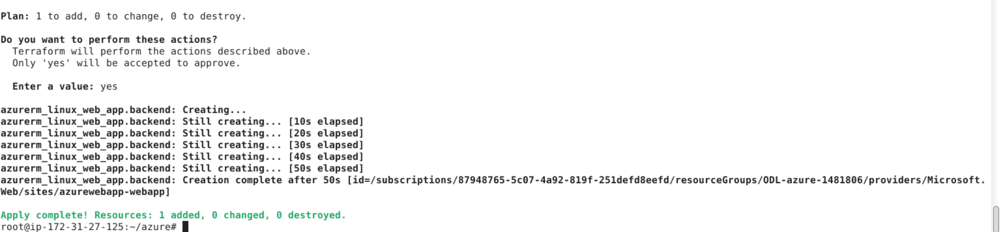 Plan: 1 to add, 0 to change, 0 to destroy.
Do you want to perform these actions?
Terraform will perform the actions described above.
Only 'yes' will be accepted to approve.
Enter a value: yes
azurerm_linux_web_app.backend: Creating...
azurerm_linux_web_app.backend: Still creating... [10s elapsed]
azurerm_linux_web_app.backend: Still creating... [20s elapsed]
azurerm_linux_web_app.backend: Still creating... [30s elapsed]
azurerm_linux_web_app.backend: Still creating... [40s elapsed]
azurerm_linux_web_app.backend: Still creating... [50s elapsed]
azurerm_linux_web_app.backend: Creation complete after 50s [id=/subscriptions/87948765-5c07-4a92-819f-251defd8eefd/resourceGroups/ODL-azure-1481806/providers/Microsoft.
Web/sites/azurewebapp-webapp]
Apply complete! Resources: 1 added, 0 changed, 0 destroyed.
root@ip-172-31-27-125:~/azure#